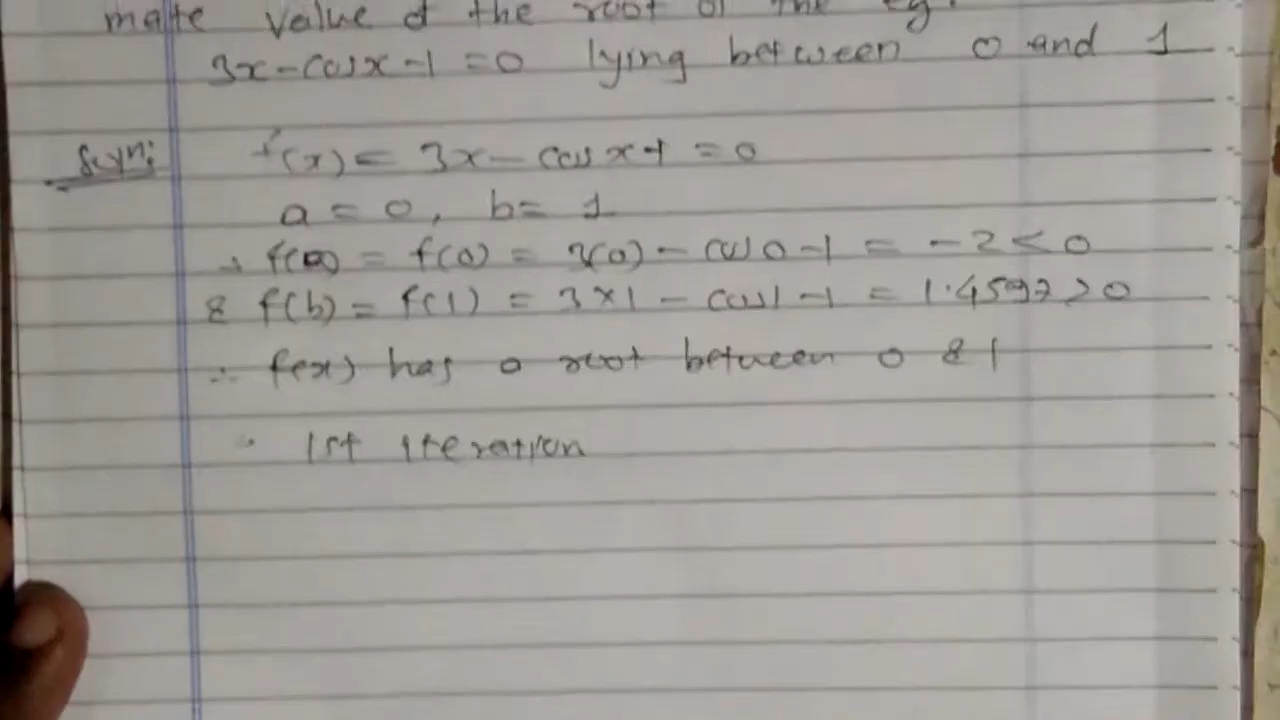 mate value of the root of the eq.
3x - cosx - 1 = 0 lying between 0 and 1
Soln: f(x) = 3x - cos x - 1 = 0
a = 0, b = 1
∴ f(a) = f(0) = 3(0) - cos 0 - 1 = -2 < 0
& f(b) = f(1) = 3×1 - cos 1 - 1 = 1.4597 > 0
∴ f(x) has a root between 0 & 1
1st iteration